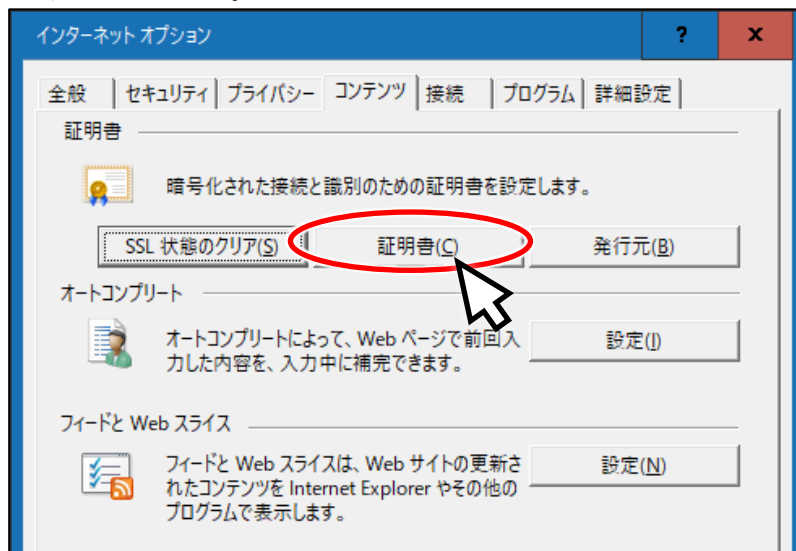 インターネット オプション ? x
全般 セキュリティ プライバシー コンテンツ 接続 プログラム 詳細設定
証明書
暗号化された接続と識別のための証明書を設定します。
SSL 状態のクリア(S) 証明書(C) 発行元(B)
オートコンプリート
オートコンプリートによって、Web ページで前回入
力した内容を、入力中に補完できます。
設定(I)
フィードと Web スライス
フィードと Web スライスは、Web サイトの更新さ
れたコンテンツを Internet Explorer やその他の
プログラムで表示します。
設定(N)